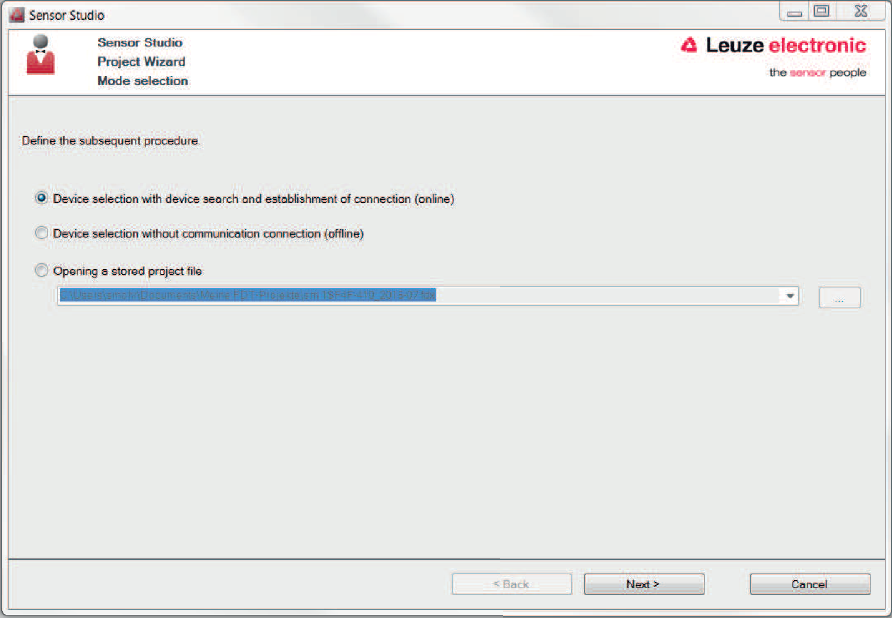 Sensor Studio
Sensor Studio
Project Wizard
Mode selection
Leuze electronic
the sensor people
Define the subsequent procedure.
Device selection with device search and establishment of connection (online)
Device selection without communication connection (offline)
Opening a stored project file
...
< Back
Next >
Cancel